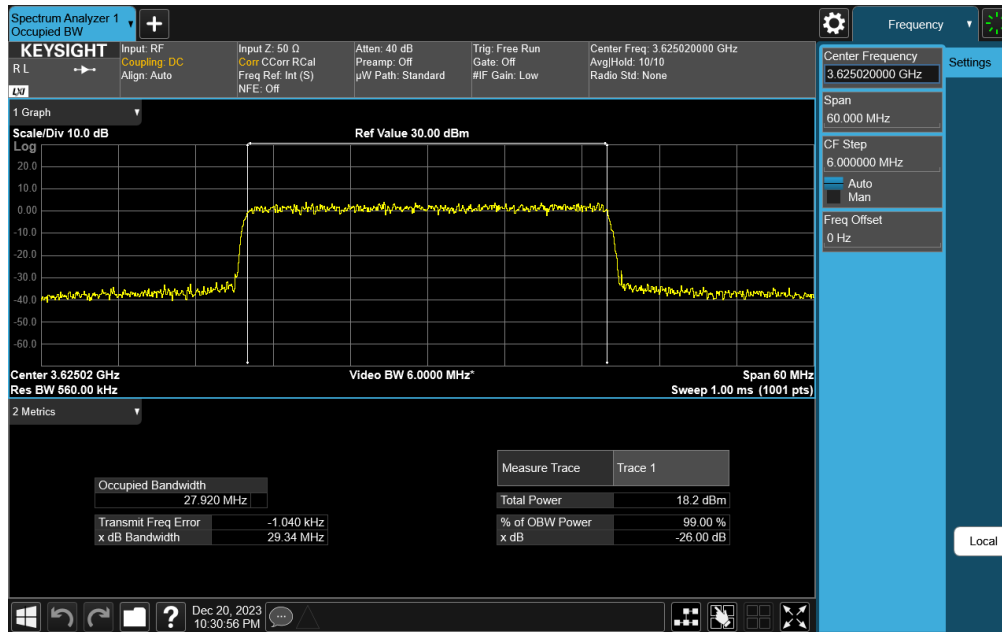 Spectrum Analyzer 1
Occupied BW
Frequency
KEYSIGHT
R L
LXI
Input: RF
Coupling: DC
Align: Auto
Input Z: 50 Ω
Corr CCorr RCal
Freq Ref: Int (S)
NFE: Off
Atten: 40 dB
Preamp: Off
µW Path: Standard
Trig: Free Run
Gate: Off
#IF Gain: Low
Center Freq: 3.625020000 GHz
Avg|Hold: 10/10
Radio Std: None
Center Frequency
3.625020000 GHz
Settings
Span
60.000 MHz
CF Step
6.000000 MHz
Auto
Man
Freq Offset
0 Hz
1 Graph
Scale/Div 10.0 dB
Ref Value 30.00 dBm
Log
20.0
10.0
0.00
-10.0
-20.0
-30.0
-40.0
-50.0
-60.0
Center 3.62502 GHz
Video BW 6.0000 MHz*
Span 60 MHz
Res BW 560.00 kHz
Sweep 1.00 ms (1001 pts)
2 Metrics
Measure Trace
Trace 1
Occupied Bandwidth
27.920 MHz
Total Power
18.2 dBm
Transmit Freq Error
-1.040 kHz
% of OBW Power
99.00 %
x dB Bandwidth
29.34 MHz
x dB
-26.00 dB
Local
Dec 20, 2023
10:30:56 PM